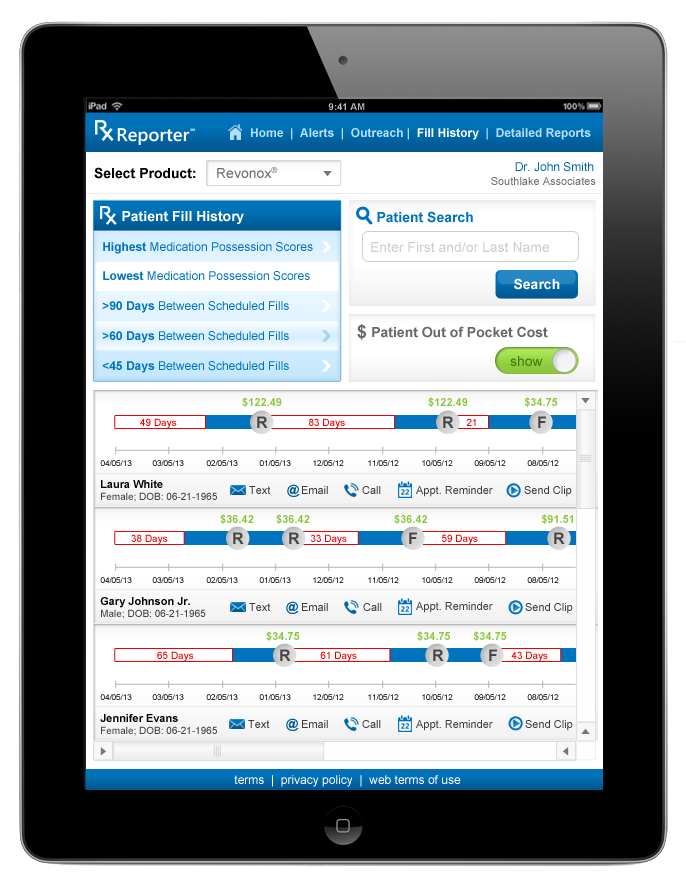 iPad 9:41 AM 100%
Rx Reporter™ Home | Alerts | Outreach | Fill History | Detailed Reports
Select Product: Revonox® Dr. John Smith
Southlake Associates
Rx Patient Fill History
Highest Medication Possession Scores
Lowest Medication Possession Scores
>90 Days Between Scheduled Fills
>60 Days Between Scheduled Fills
<45 Days Between Scheduled Fills
Patient Search
Enter First and/or Last Name
Search
$ Patient Out of Pocket Cost
show
$122.49 $122.49 $34.75
49 Days R 83 Days R 21 F
04/05/13 03/05/13 02/05/13 01/05/13 12/05/12 11/05/12 10/05/12 09/05/12 08/05/12
Laura White
Female; DOB: 06-21-1965 Text @ Email Call 22 Appt. Reminder Send Clip
$36.42 $36.42 $36.42 $91.51
38 Days R R 33 Days F 59 Days R
04/05/13 03/05/13 02/05/13 01/05/13 12/05/12 11/05/12 10/05/12 09/05/12 08/05/12
Gary Johnson Jr.
Male; DOB: 06-21-1965 Text @ Email Call 22 Appt. Reminder Send Clip
$34.75 $34.75 $34.75
65 Days R 61 Days R F 43 Days
04/05/13 03/05/13 02/05/13 01/05/13 12/05/12 11/05/12 10/05/12 09/05/12 08/05/12
Jennifer Evans
Female; DOB: 06-21-1965 Text @ Email Call 22 Appt. Reminder Send Clip
terms | privacy policy | web terms of use